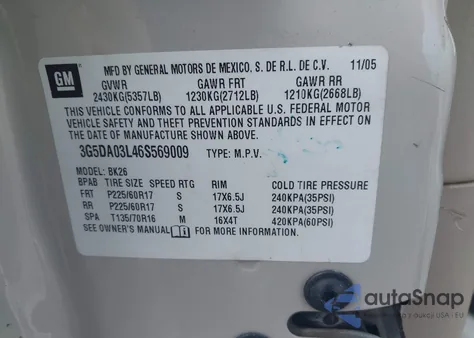 GM
MFD BY GENERAL MOTORS DE MEXICO, S. DE R.L. DE C.V. 11/05
GVWR GAWR FRT GAWR RR
2430KG(5357LB) 1230KG(2712LB) 1210KG(2668LB)
THIS VEHICLE CONFORMS TO ALL APPLICABLE U.S. FEDERAL MOTOR
VEHICLE SAFETY AND THEFT PREVENTION STANDARDS IN EFFECT ON THE
DATE OF MANUFACTURE SHOWN ABOVE.
3G5DA03L46S569009 TYPE: M.P.V.
MODEL: BK26
BPAB TIRE SIZE SPEED RTG RIM COLD TIRE PRESSURE
FRT P225/60R17 S 17X6.5J 240KPA(35PSI)
RR P225/60R17 S 17X6.5J 240KPA(35PSI)
SPA T135/70R16 M 16X4T 420KPA(60PSI)
SEE OWNER'S MANUAL FOR MORE INFORMATION
autoSnap